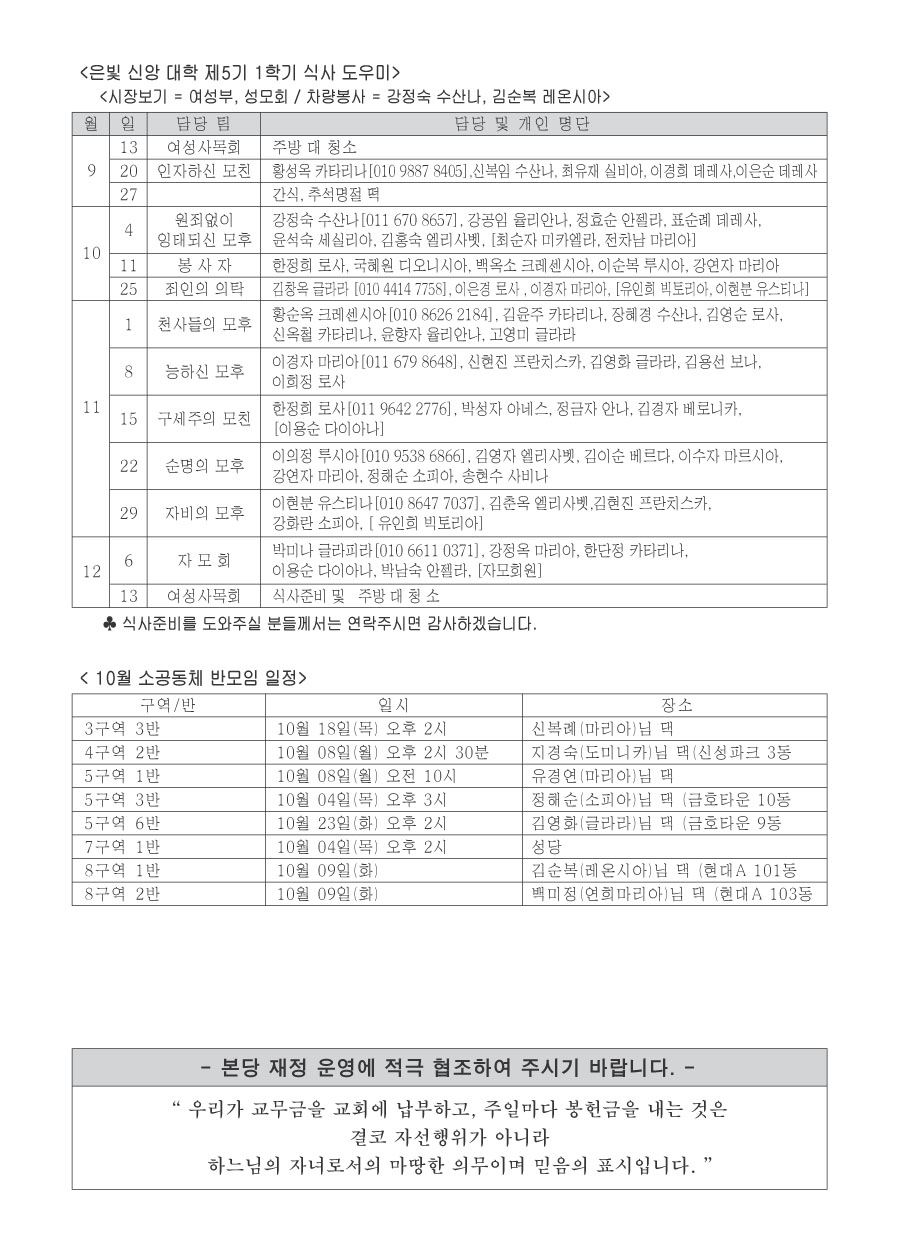 <은빛 신앙 대학 제5기 1학기 식사 도우미>
<시장보기 = 여성부, 성모회 / 차량봉사 = 강정숙 수산나, 김순복 레온시아>
월 일 담당 팀 담당 및 개인 명단
9 13 여성사목회 주방 대 청소
20 인자하신 모친 황성옥 카타리나[010 9887 8405],신복임 수산나, 최유재 실비아, 이경희 데레사,이은순 데레사
27 간식, 추석명절 떡
10 4 원죄없이 잉태되신 모후 강정숙 수산나[011 670 8657], 강공임 율리안나, 정효순 안젤라, 표순례 데레사,
윤석숙 세실리아, 김홍숙 엘리사벳, [최순자 미카엘라, 전차남 마리아]
11 봉 사 자 한정희 로사, 국혜원 디오니시아, 백옥소 크레센시아, 이순복 루시아, 강연자 마리아
25 죄인의 의탁 김창옥 글라라 [010 4414 7758], 이은경 로사 , 이경자 마리아, [유인희 빅토리아, 이현분 유스티나]
11 1 천사들의 모후 황순옥 크레센시아[010 8626 2184], 김윤주 카타리나, 장혜경 수산나, 김영순 로사,
신옥철 카타리나, 윤향자 율리안나, 고영미 글라라
8 능하신 모후 이경자 마리아[011 679 8648], 신현진 프란치스카, 김영화 글라라, 김용선 보나,
이희정 로사
15 구세주의 모친 한정희 로사[011 9642 2776], 박성자 아네스, 정금자 안나, 김경자 베로니카,
[이용순 다이아나]
22 순명의 모후 이의정 루시아[010 9538 6866], 김영자 엘리사벳, 김이순 베르다, 이수자 마르시아,
강연자 마리아, 정해순 소피아, 송현수 사비나
29 자비의 모후 이현분 유스티나[010 8647 7037], 김춘옥 엘리사벳,김현진 프란치스카,
강화란 소피아, [ 유인희 빅토리아]
12 6 자 모 회 박미나 글라피라[010 6611 0371], 강정옥 마리아, 한단정 카타리나,
이용순 다이아나, 박남숙 안젤라, [자모회원]
13 여성사목회 식사준비 및 주방 대 청 소
♣ 식사준비를 도와주실 분들께서는 연락주시면 감사하겠습니다.
< 10월 소공동체 반모임 일정>
구역/반 일시 장소
3구역 3반 10월 18일(목) 오후 2시 신복례(마리아)님 댁
4구역 2반 10월 08일(월) 오후 2시 30분 지경숙(도미니카)님 댁(신성파크 3동
5구역 1반 10월 08일(월) 오전 10시 유경연(마리아)님 댁
5구역 3반 10월 04일(목) 오후 3시 정해순(소피아)님 댁 (금호타운 10동
5구역 6반 10월 23일(화) 오후 2시 김영화(글라라)님 댁 (금호타운 9동
7구역 1반 10월 04일(목) 오후 2시 성당
8구역 1반 10월 09일(화) 김순복(레온시아)님 댁 (현대A 101동
8구역 2반 10월 09일(화) 백미정(연희마리아)님 댁 (현대A 103동
- 본당 재정 운영에 적극 협조하여 주시기 바랍니다. -
“ 우리가 교무금을 교회에 납부하고, 주일마다 봉헌금을 내는 것은
결코 자선행위가 아니라
하느님의 자녀로서의 마땅한 의무이며 믿음의 표시입니다. ”